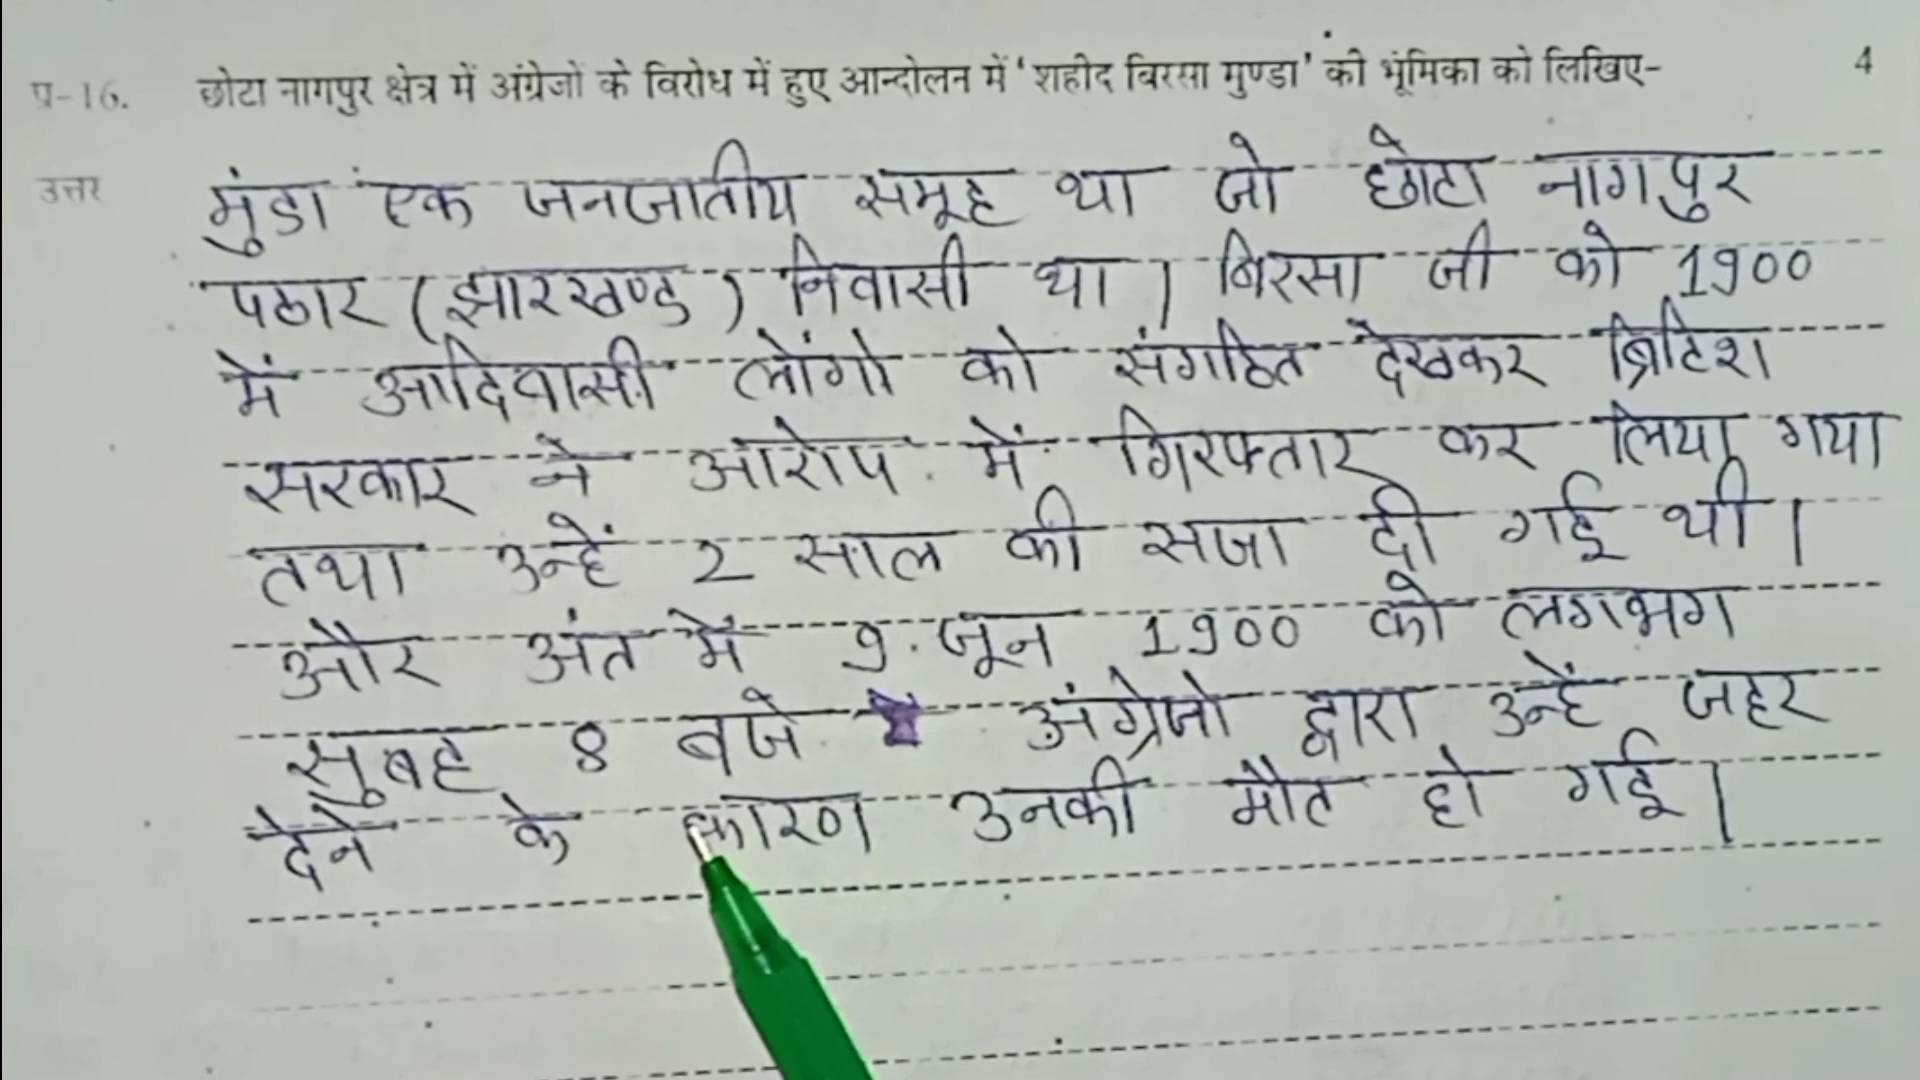 प्र-16. छोटा नागपुर क्षेत्र में अंग्रेजों के विरोध में हुए आन्दोलन में 'शहीद बिरसा मुण्डा' की भूंमिका को लिखिए- 4
उत्तर मुंडा एक जनजातीय समूह था जो छोटा नागपुर
पठार (झारखण्ड) निवासी था। बिरसा जी को 1900
में आदिवासी लोंगो को संगठित देखकर ब्रिटिश
सरकार ने आरोप में गिरफ्तार कर लिया गया
तथा उन्हें 2 साल की सजा दी गई थी।
और अंत में 9 जून 1900 को लगभग
सुबह 8 बजे अंग्रेजो द्वारा उन्हें जहर
देने के कारण उनकी मौत हो गई।